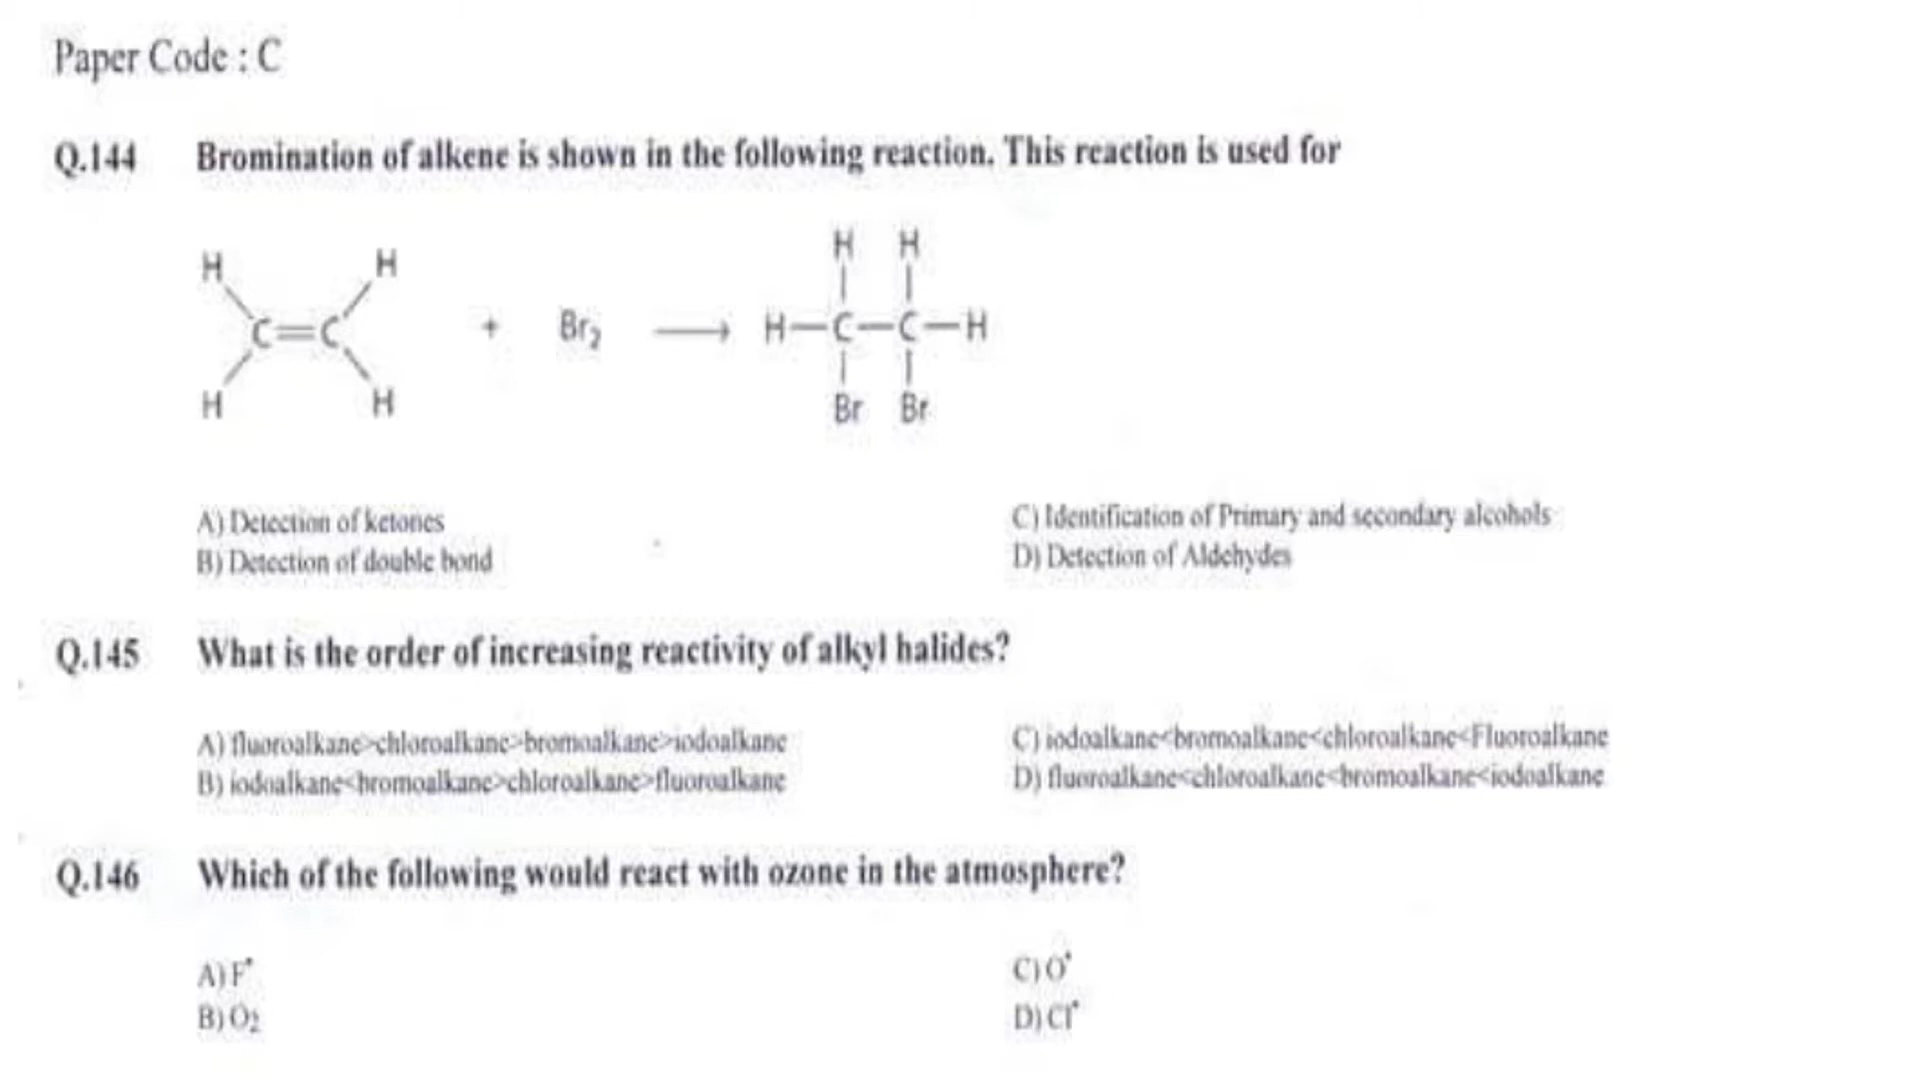 Paper Code : C
Q.144 Bromination of alkene is shown in the following reaction. This reaction is used for
H H
H H
C=C + Br₂ ⟶ H—C—C—H
H H
Br Br
A) Detection of ketones
B) Detection of double bond
C) Identification of Primary and secondary alcohols
D) Detection of Aldehydes
Q.145 What is the order of increasing reactivity of alkyl halides?
A) fluoroalkane>chloroalkane>bromoalkane>iodoalkane
B) iodoalkane<bromoalkane>chloroalkane>fluoroalkane
C) iodoalkane<bromoalkane<chloroalkane<Fluoroalkane
D) fluoroalkane<chloroalkane<bromoalkane<iodoalkane
Q.146 Which of the following would react with ozone in the atmosphere?
A) F•
B) O₂
C) O•
D) Cl•